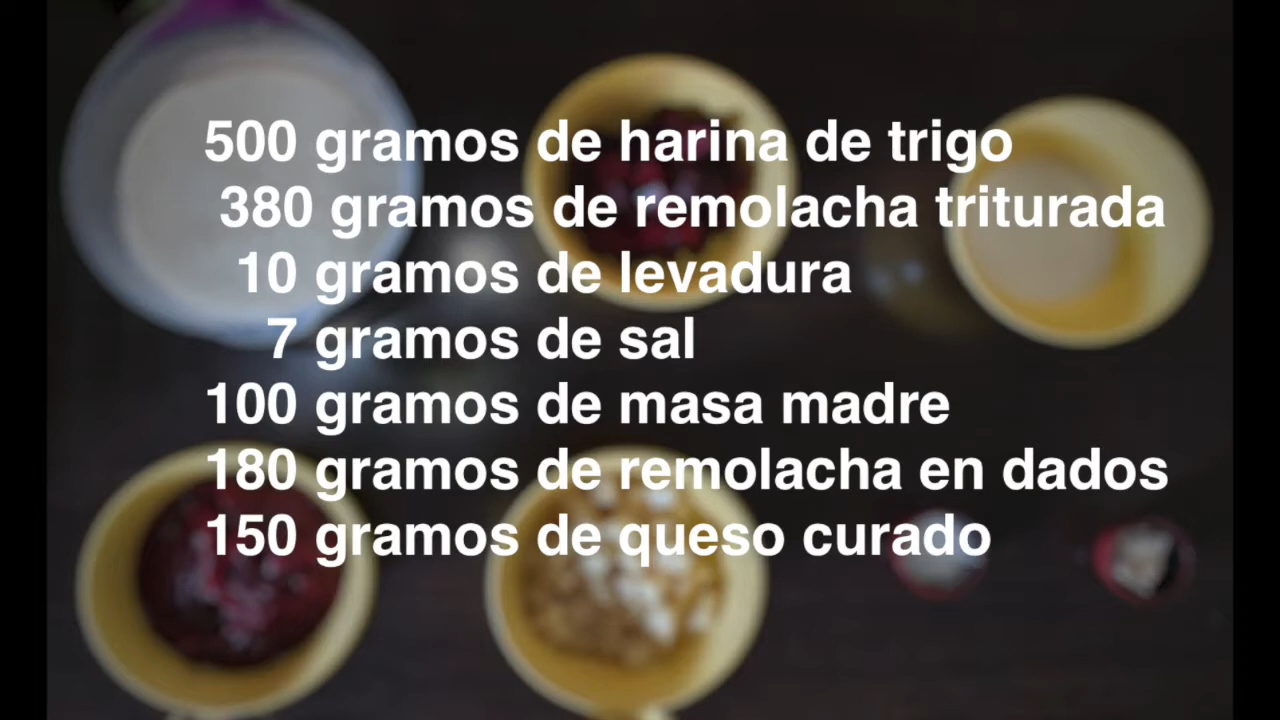 500 gramos de harina de trigo
380 gramos de remolacha triturada
10 gramos de levadura
7 gramos de sal
100 gramos de masa madre
180 gramos de remolacha en dados
150 gramos de queso curado